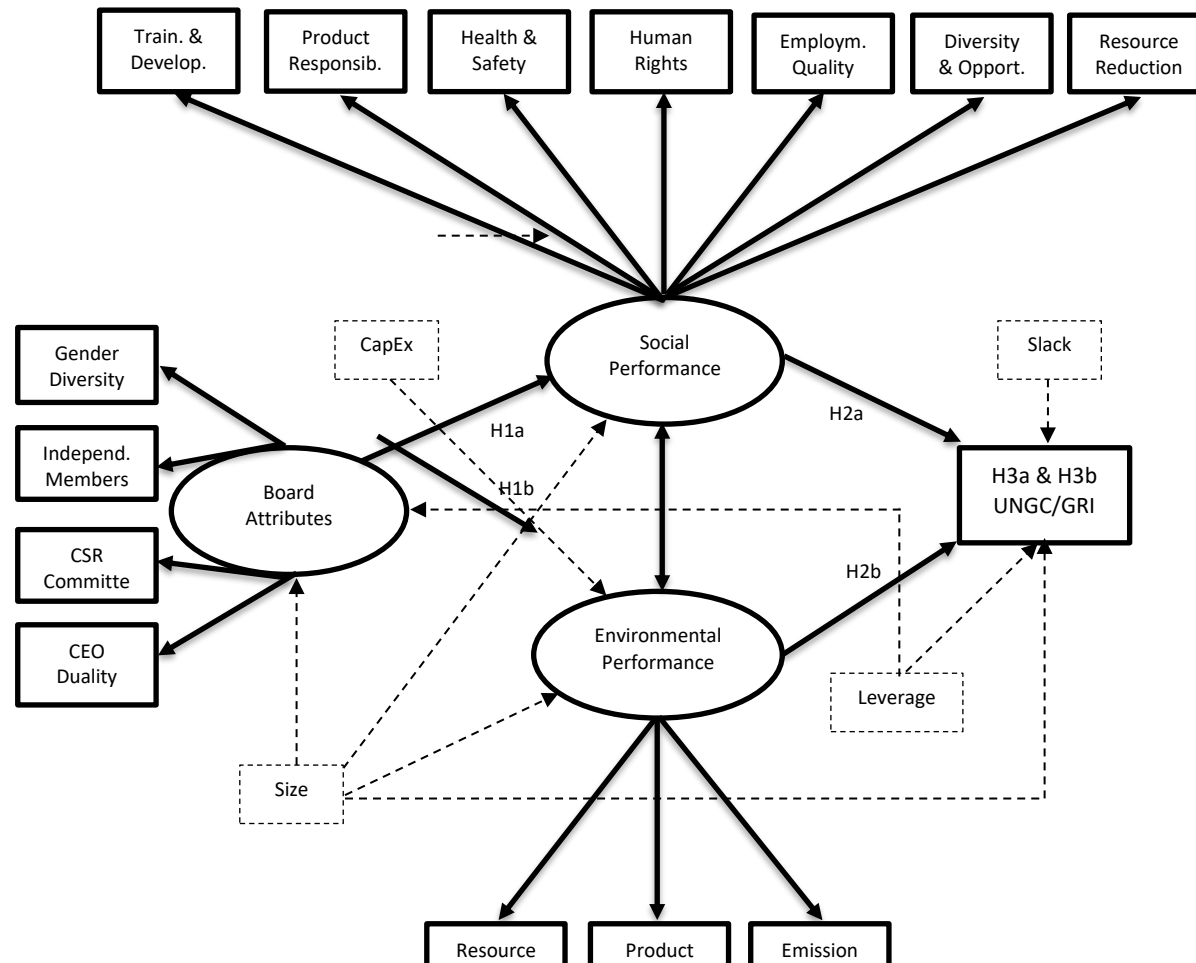 Train. &
Develop.
Product
Responsib.
Health &
Safety
Human
Rights
Employm.
Quality
Diversity
& Opport.
Resource
Reduction
CapEx
Social
Performance
Slack
Gender
Diversity
H1a
H2a
Independ.
Members
Board
Attributes
H1b
H3a & H3b
UNGC/GRI
CSR
Committe
H2b
CEO
Duality
Environmental
Performance
Leverage
Size
Resource
Product
Emission